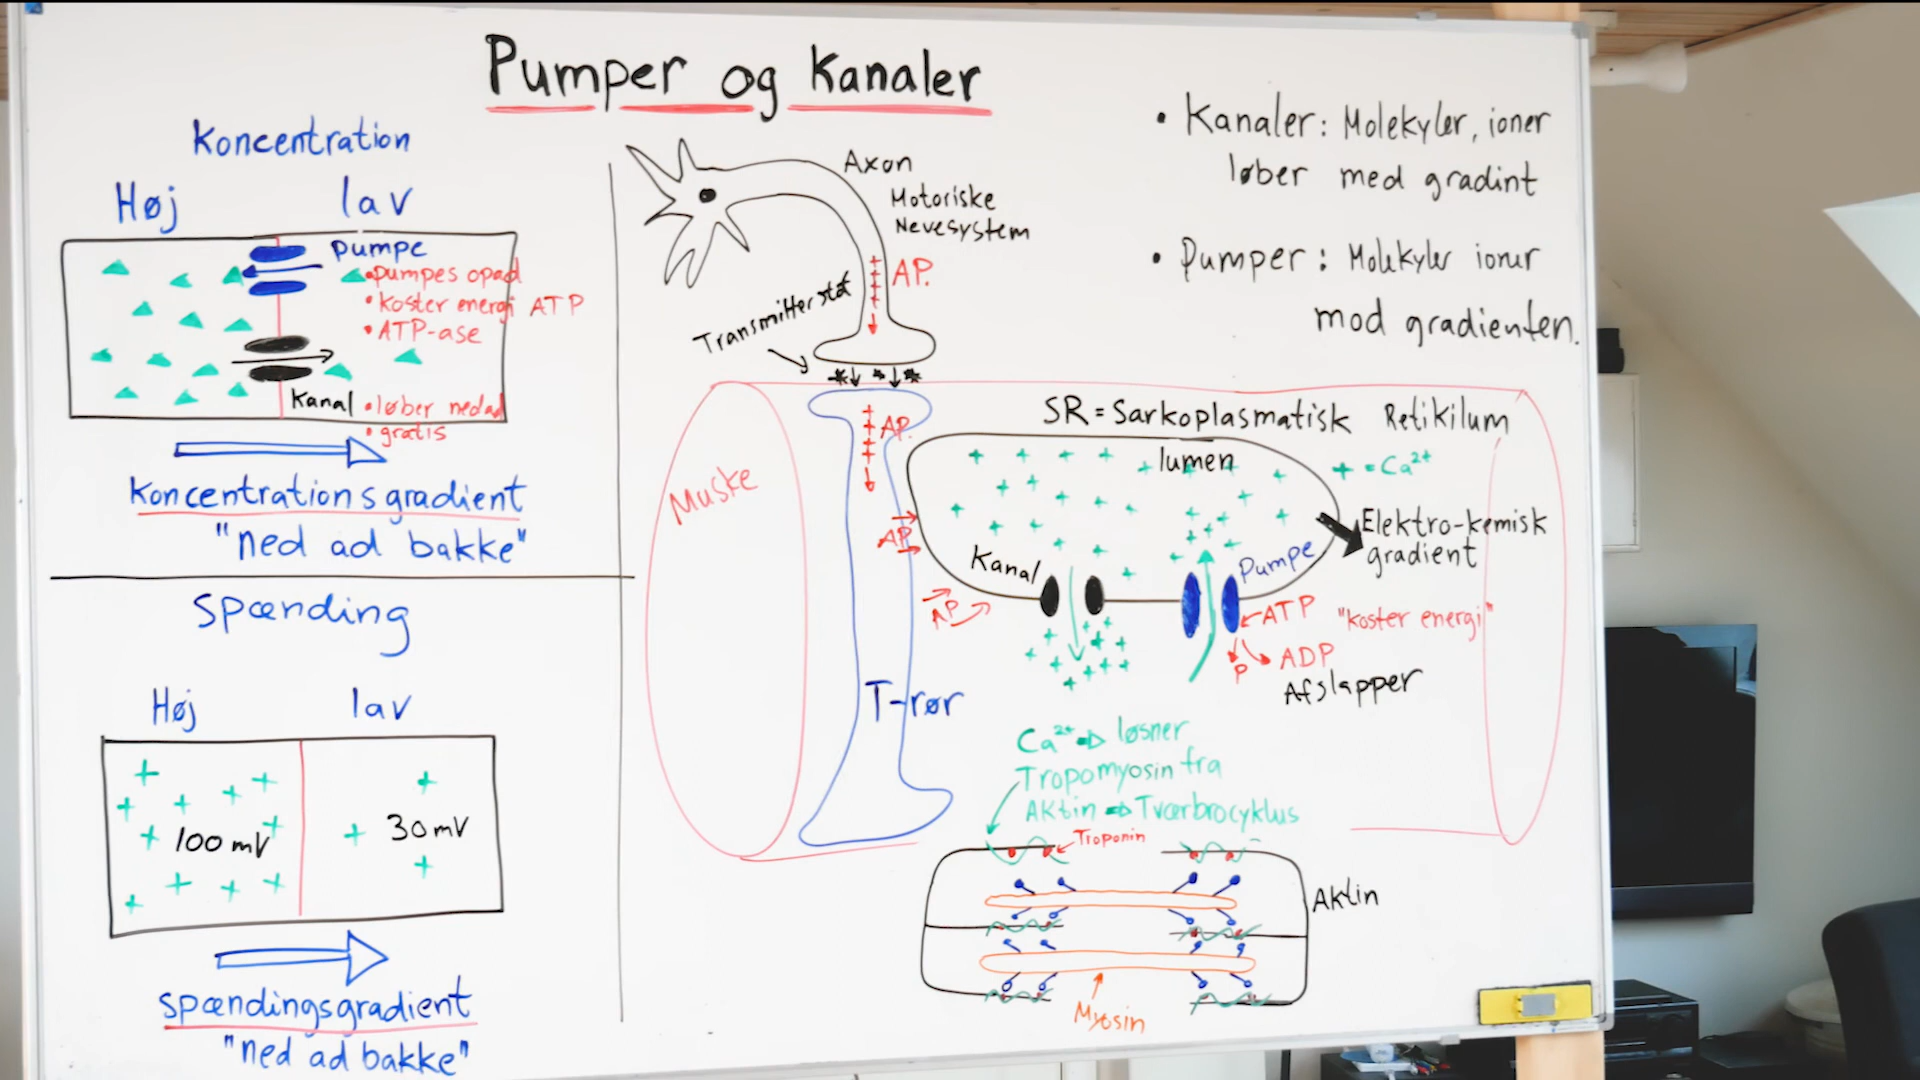 Pumper og Kanaler
Koncentration
Høj lav
pumpe
• pumpes opad
• koster energi ATP
• ATP-ase
Kanal
• løber nedad
• gratis
Koncentrationsgradient
"ned ad bakke"
Spænding
Høj lav
100 mV
30 mV
Spændingsgradient
"ned ad bakke"
Axon
Motoriske
Nevesystem
AP.
Transmitterstof
• Kanaler: Molekyler, ioner
løber med gradint
• Pumper: Molekyler ioner
mod gradienten.
Muske
AP.
AP
AP
T-rør
SR = Sarkoplasmatisk Retikilum
lumen
+ = Ca2+
Elektro-kemisk
gradient
Kanal
Pumpe
ATP "koster energi"
P
ADP
Afslapper
Ca2+ ⇒ løsner
Tropomyosin fra
Aktin ⇒ Tværbrocyklus
Troponin
Aktin
Myosin